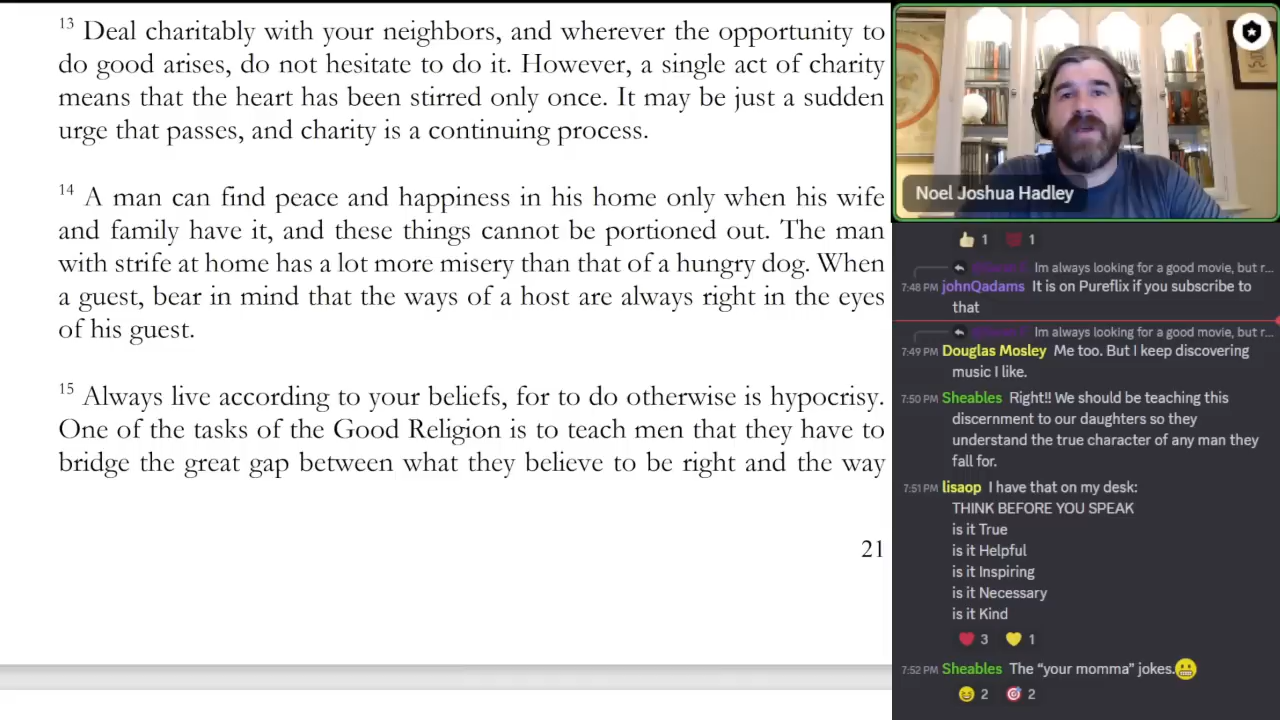 13 Deal charitably with your neighbors, and wherever the opportunity to
do good arises, do not hesitate to do it. However, a single act of charity
means that the heart has been stirred only once. It may be just a sudden
urge that passes, and charity is a continuing process.
14 A man can find peace and happiness in his home only when his wife
and family have it, and these things cannot be portioned out. The man
with strife at home has a lot more misery than that of a hungry dog. When
a guest, bear in mind that the ways of a host are always right in the eyes
of his guest.
15 Always live according to your beliefs, for to do otherwise is hypocrisy.
One of the tasks of the Good Religion is to teach men that they have to
bridge the great gap between what they believe to be right and the way
21
Noel Joshua Hadley
1 1
Im always looking for a good movie, but r...
7:48 PM johnQadams It is on Pureflix if you subscribe to
that
Im always looking for a good movie, but r...
7:49 PM Douglas Mosley Me too. But I keep discovering
music I like.
7:50 PM Sheables Right!! We should be teaching this
discernment to our daughters so they
understand the true character of any man they
fall for.
7:51 PM lisaop I have that on my desk:
THINK BEFORE YOU SPEAK
is it True
is it Helpful
is it Inspiring
is it Necessary
is it Kind
3 1
7:52 PM Sheables The “your momma” jokes.
2 2